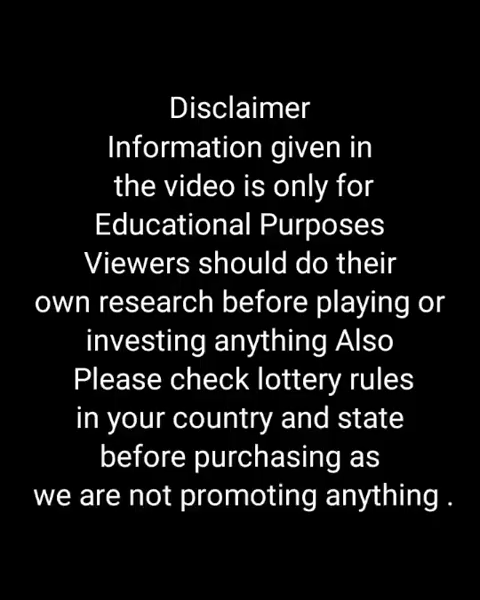 Disclaimer
Information given in
the video is only for
Educational Purposes
Viewers should do their
own research before playing or
investing anything Also
Please check lottery rules
in your country and state
before purchasing as
we are not promoting anything .